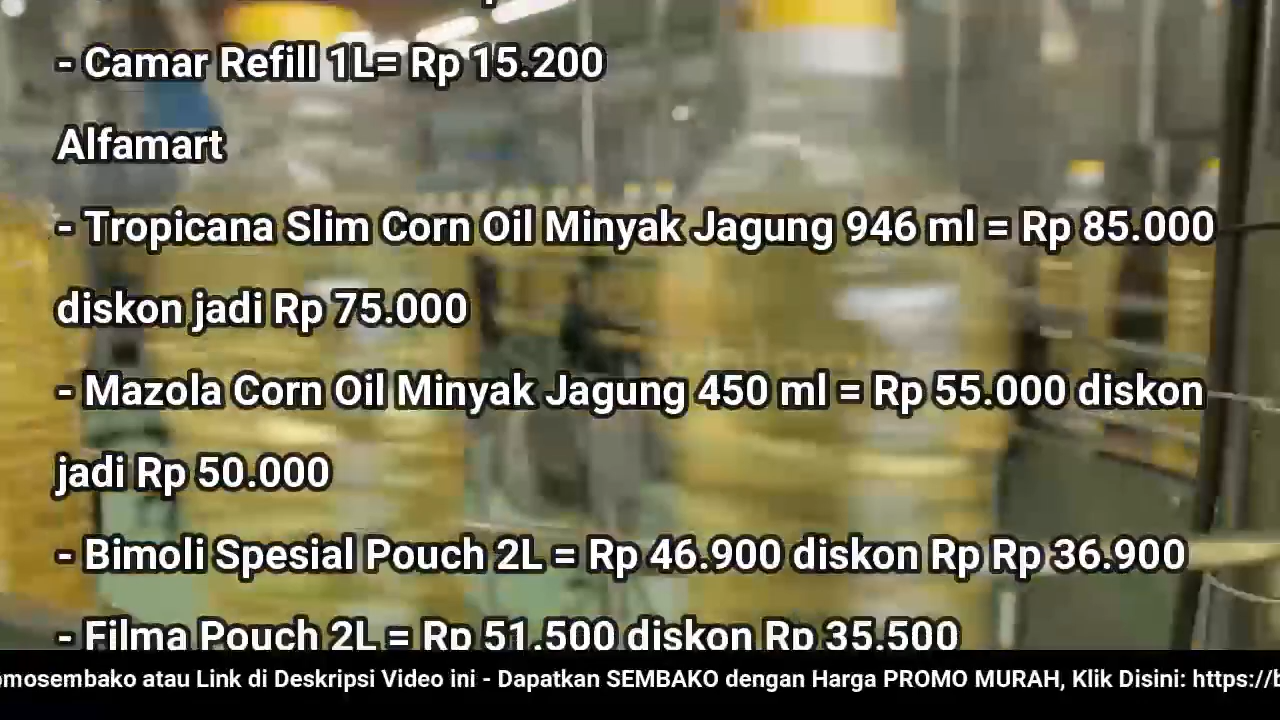 - Camar Refill 1L= Rp 15.200
Alfamart
- Tropicana Slim Corn Oil Minyak Jagung 946 ml = Rp 85.000
diskon jadi Rp 75.000
- Mazola Corn Oil Minyak Jagung 450 ml = Rp 55.000 diskon
jadi Rp 50.000
- Bimoli Spesial Pouch 2L = Rp 46.900 diskon Rp Rp 36.900
- Filma Pouch 2L = Rp 51.500 diskon Rp 35.500
omosembako atau Link di Deskripsi Video ini - Dapatkan SEMBAKO dengan Harga PROMO MURAH, Klik Disini: https://b